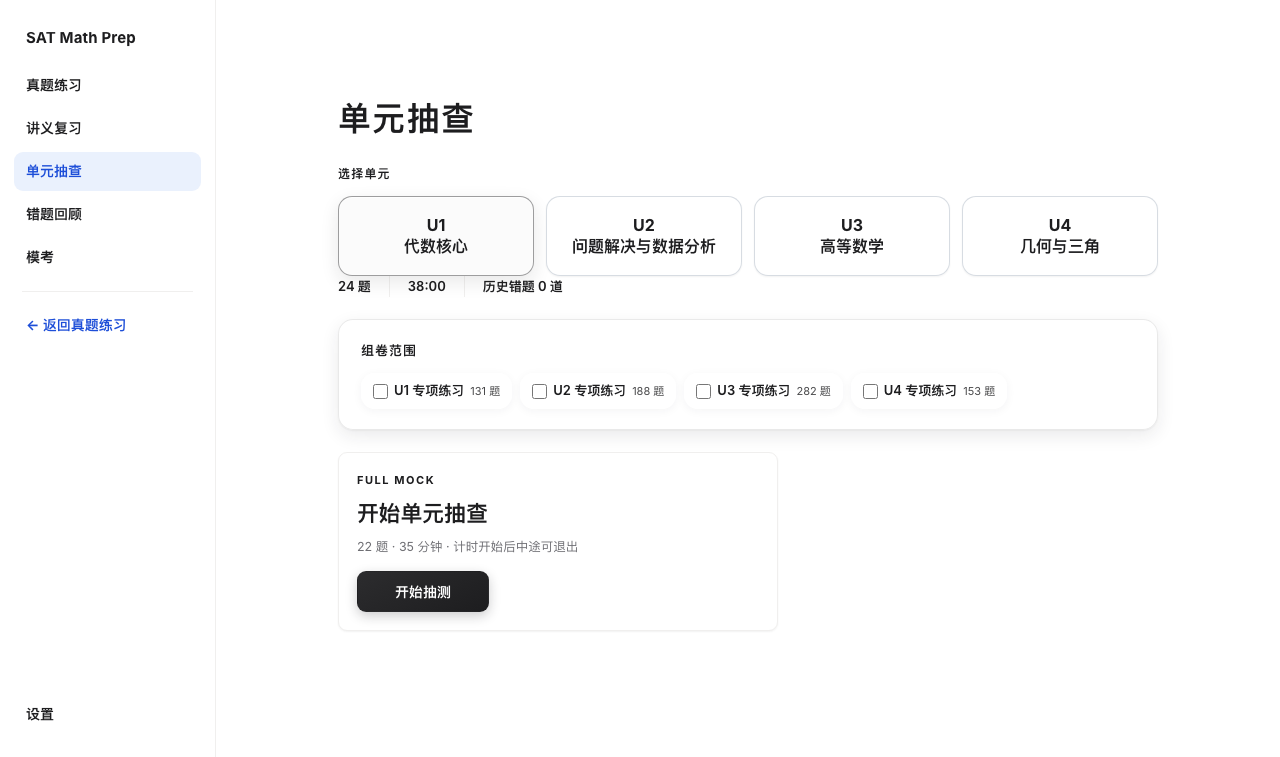 SAT Math Prep
真题练习
讲义复习
单元抽查
错题回顾
模考
← 返回真题练习
设置
单元抽查
选择单元
U1
代数核心
U2
问题解决与数据分析
U3
高等数学
U4
几何与三角
24 题 38:00 历史错题 0 道
组卷范围
U1 专项练习 131 题 U2 专项练习 188 题 U3 专项练习 282 题 U4 专项练习 153 题
FULL MOCK
开始单元抽查
22 题 · 35 分钟 · 计时开始后中途可退出
开始抽测